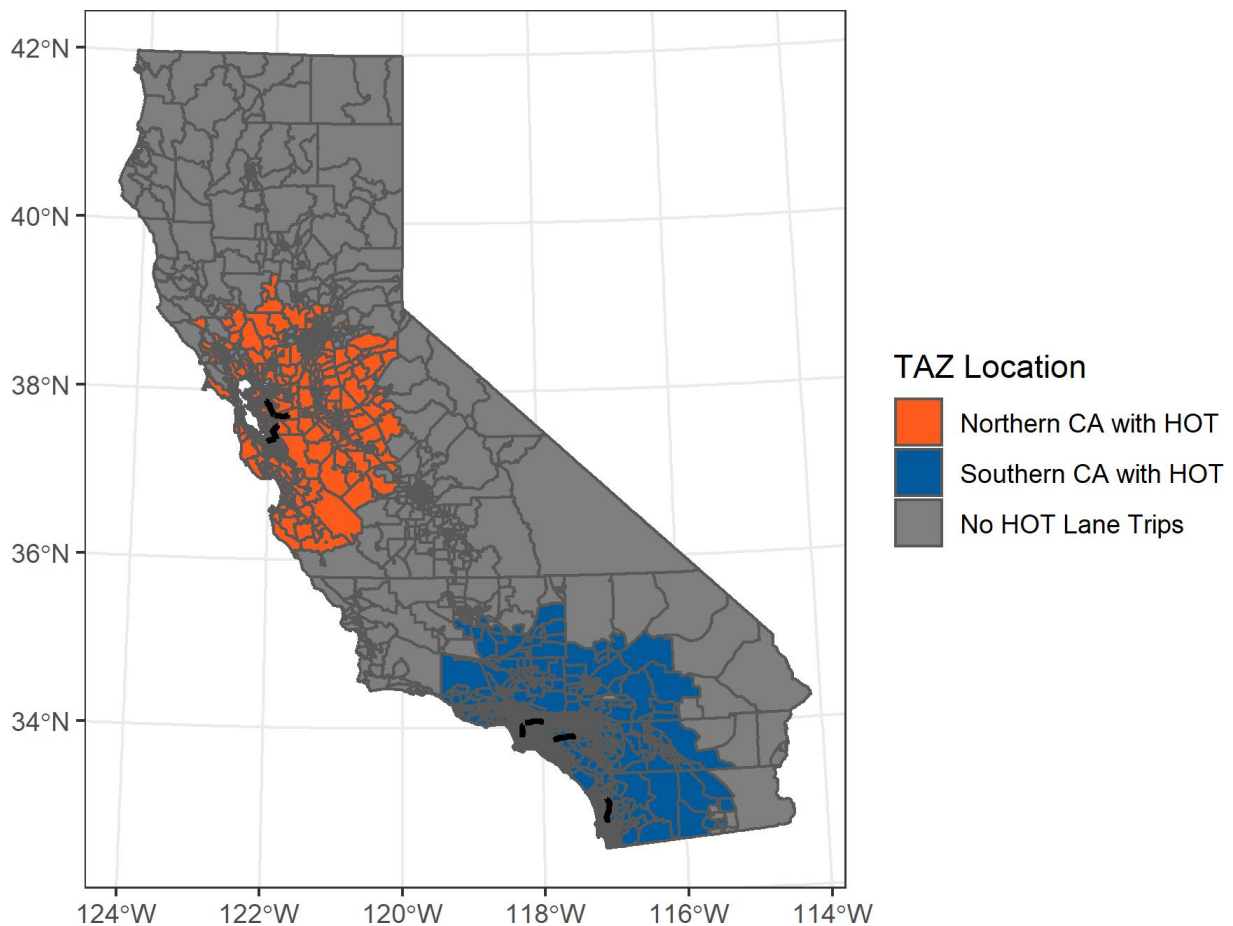 42°N
40°N
38°N
36°N
34°N
124°W
122°W
120°W
118°W
116°W
114°W
TAZ Location
Northern CA with HOT
Southern CA with HOT
No HOT Lane Trips